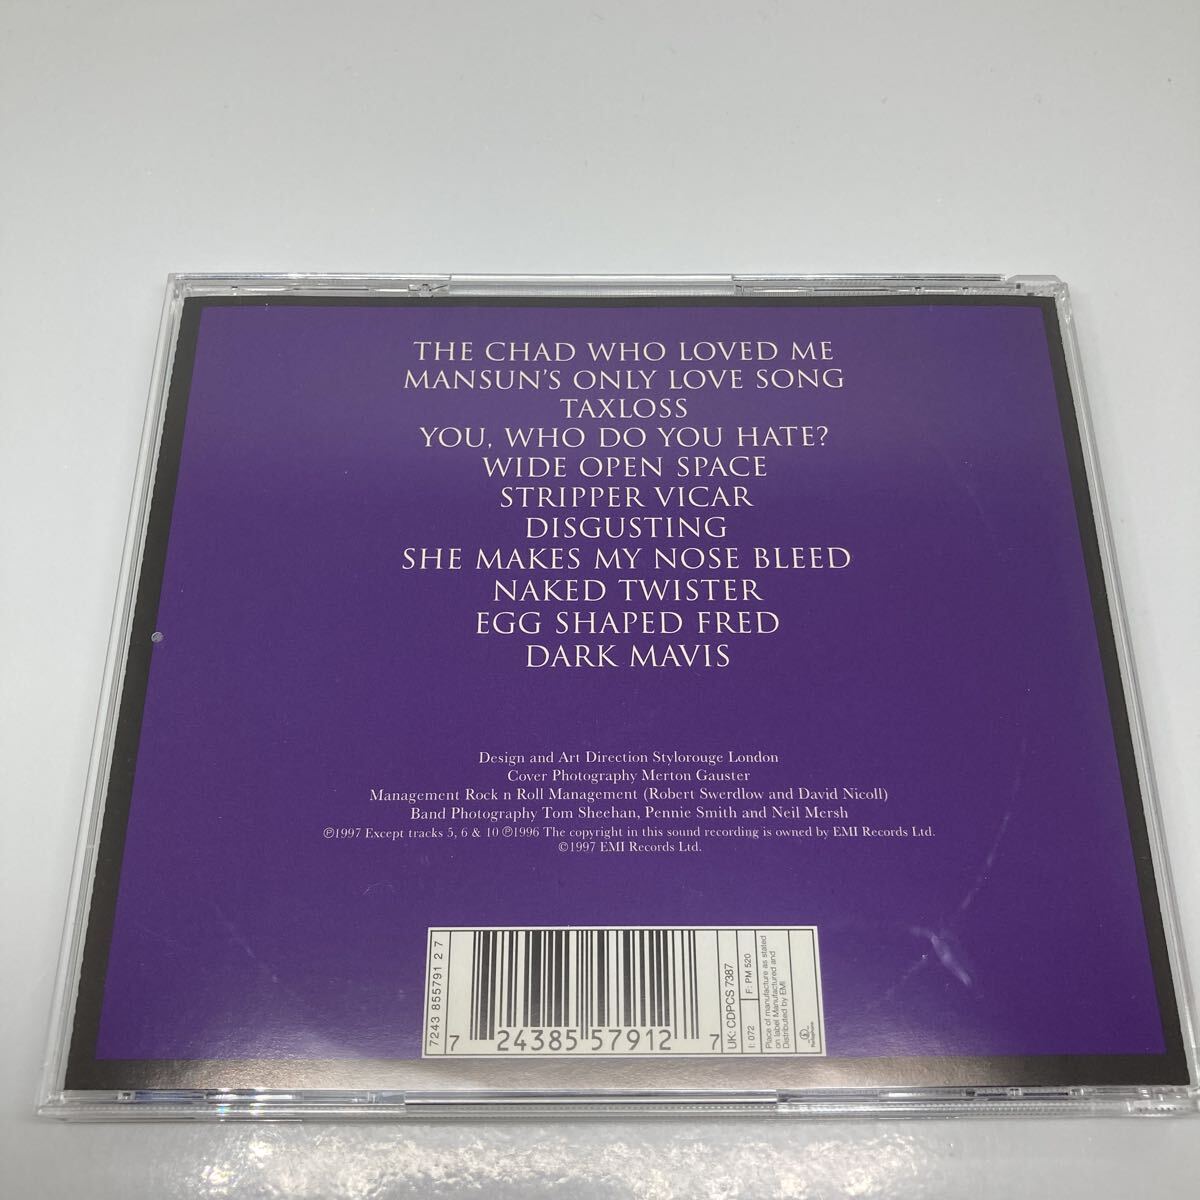 THE CHAD WHO LOVED ME
MANSUN'S ONLY LOVE SONG
TAXLOSS
YOU, WHO DO YOU HATE?
WIDE OPEN SPACE
STRIPPER VICAR
DISGUSTING
SHE MAKES MY NOSE BLEED
NAKED TWISTER
EGG SHAPED FRED
DARK MAVIS
Design and Art Direction Stylorouge London
Cover Photography Merton Gauster
Management Rock n Roll Management (Robert Swerdlow and David Nicoll)
Band Photography Tom Sheehan, Pennie Smith and Neil Mersh
℗1997 Except tracks 5, 6 & 10 ℗1996 The copyright in this sound recording is owned by EMI Records Ltd.
©1997 EMI Records Ltd.
7243 8557912 7
7 24385 57912 7
UK: CDPCS 7387
I: 072 F: PM 520
Place of manufacture as stated
on label Manufactured and
Distributed by EMI